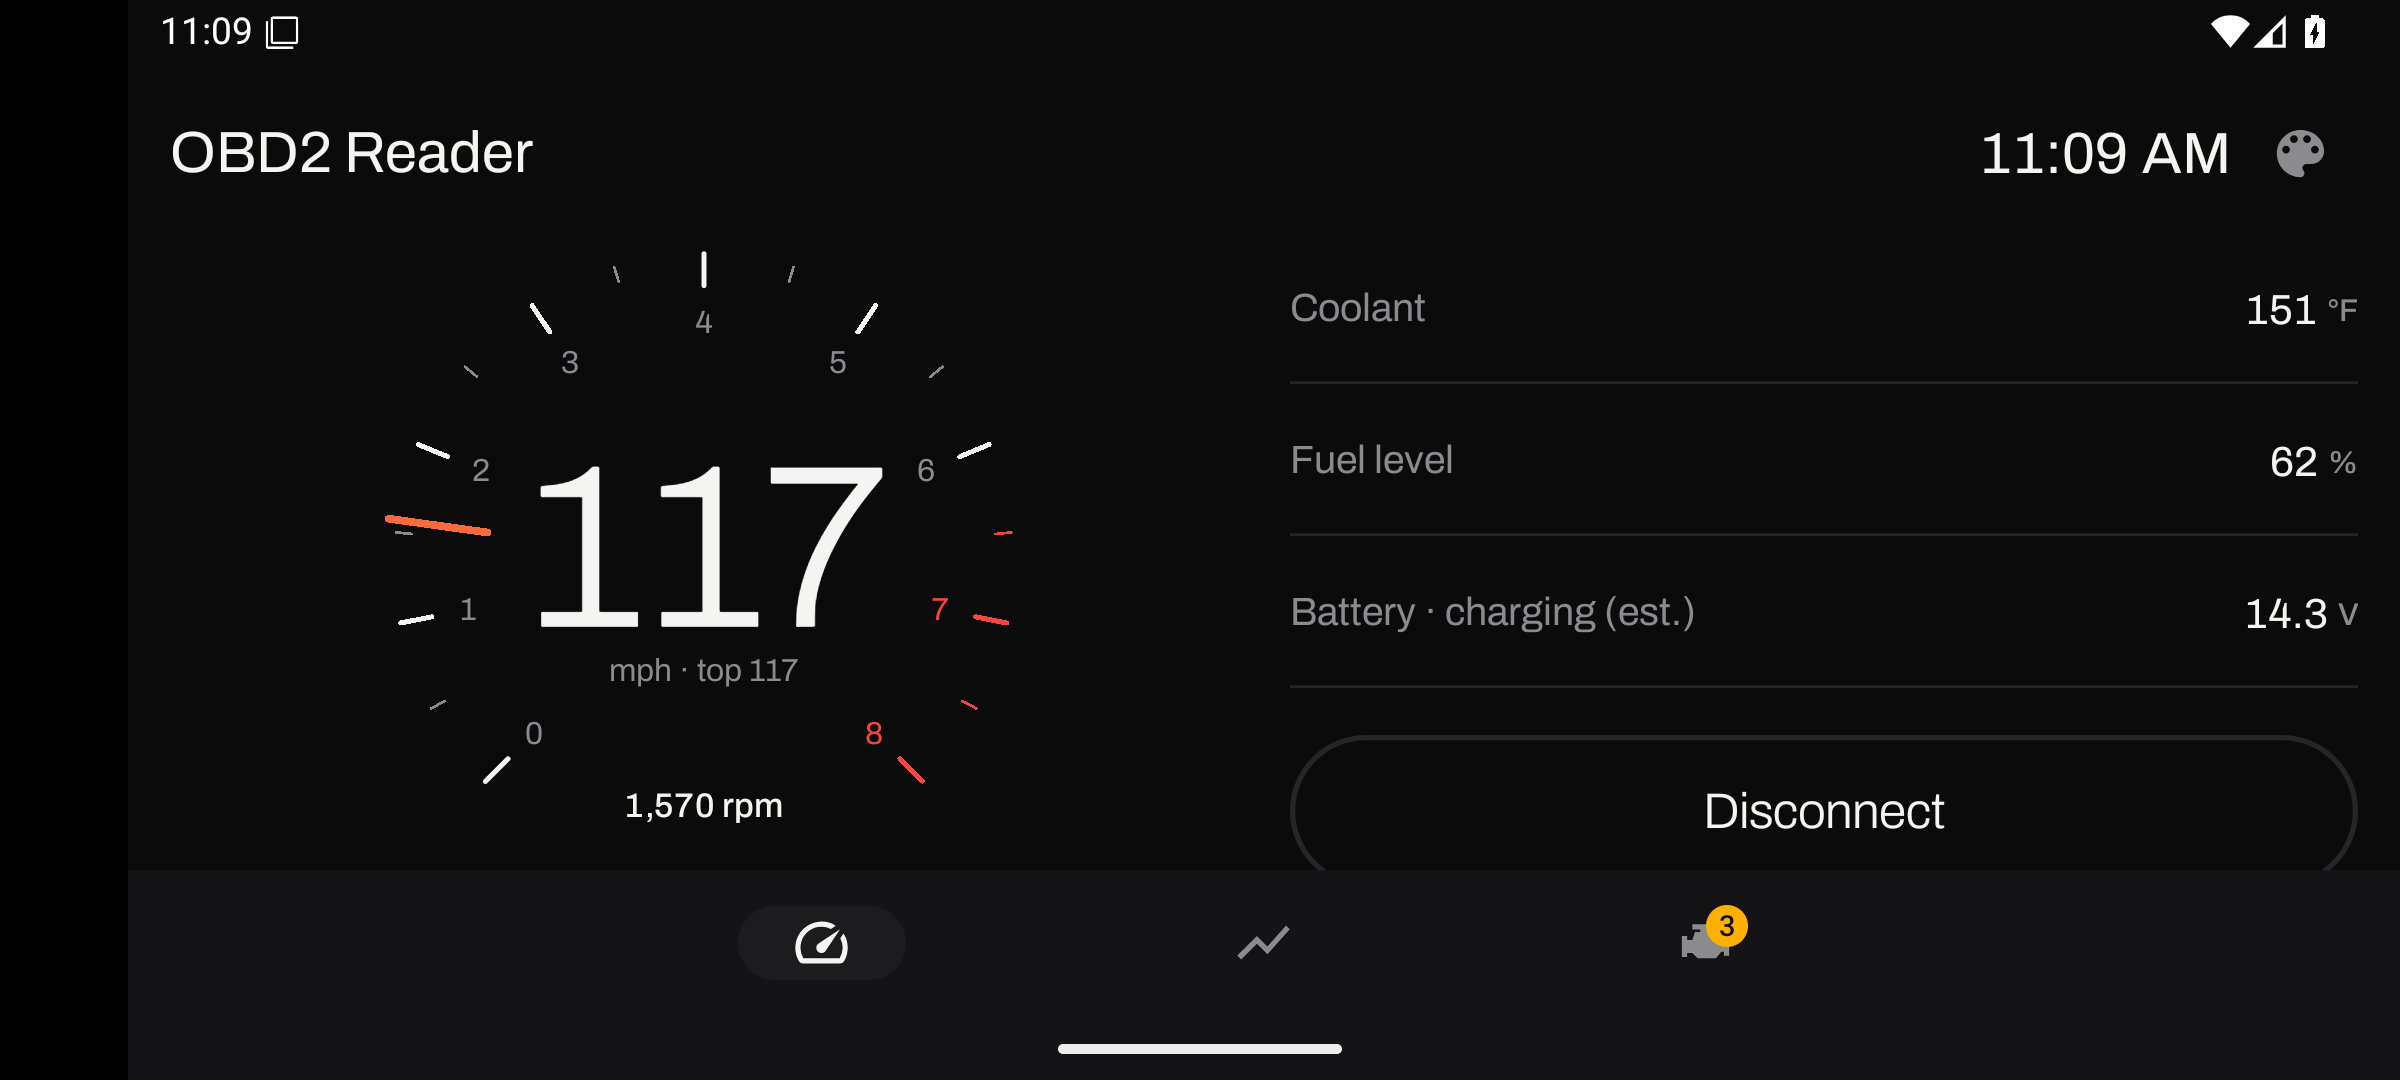 11:09
OBD2 Reader
11:09 AM
4
3
5
2
6
1
7
0
8
117
mph · top 117
1,570 rpm
Coolant
151 °F
Fuel level
62 %
Battery · charging (est.)
14.3 V
Disconnect
3